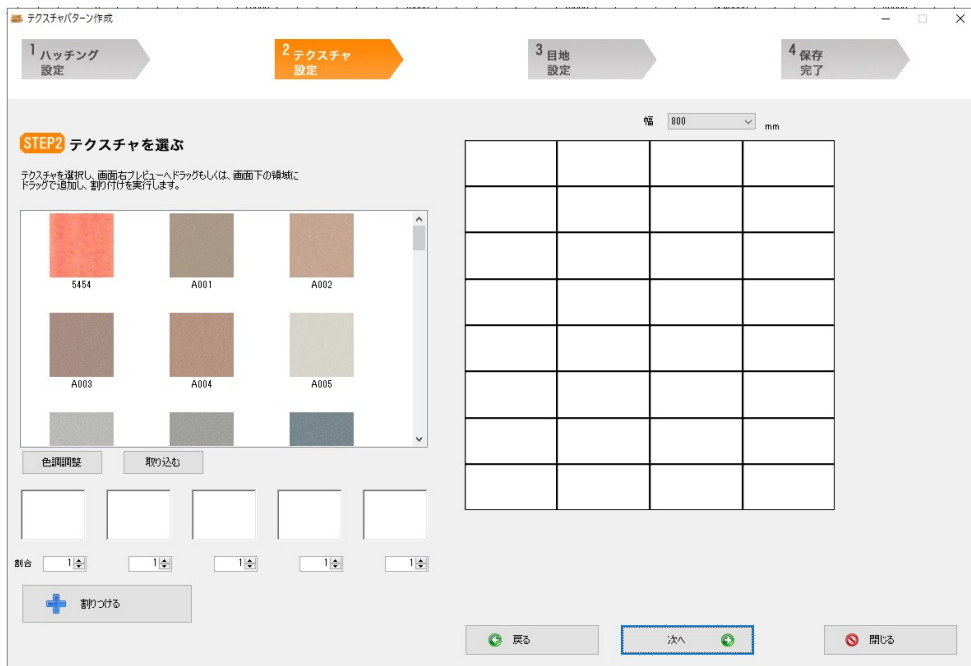 テクスチャパターン作成
1 ハッチング
設定
2 テクスチャ
設定
3 目地
設定
4 保存
完了
幅 800 mm
STEP2 テクスチャを選ぶ
テクスチャを選択し、画面右プレビューへドラッグもしくは、画面下の領域に
ドラッグで追加し、割り付けを実行します。
5454 A001 A002
A003 A004 A005
色調調整 取り込む
割合 1 1 1 1 1
割りつける
戻る 次へ 閉じる